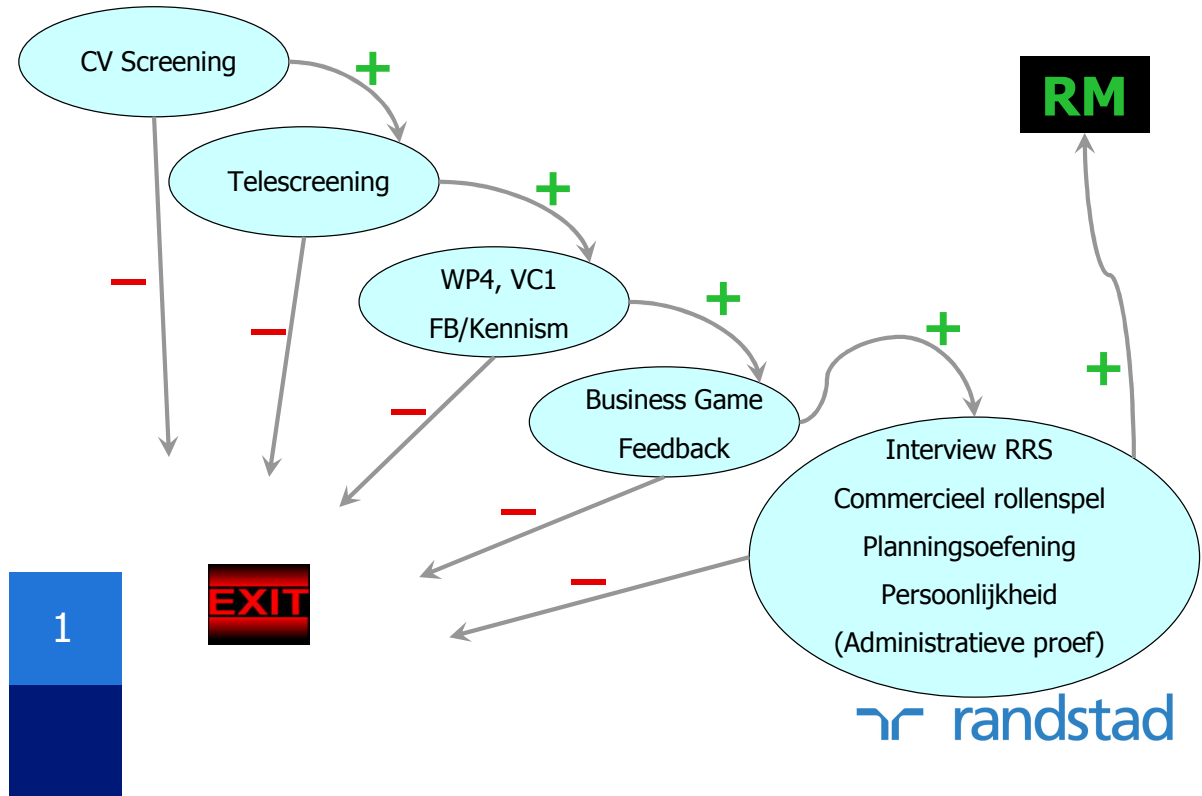 CV Screening
+
RM
Telescreening
+
WP4, VC1
FB/Kennism
+
Business Game
Feedback
+
+
Interview RRS
Commercieel rollenspel
Planningsoefening
Persoonlijkheid
(Administratieve proef)
−
−
−
−
−
EXIT
1
randstad